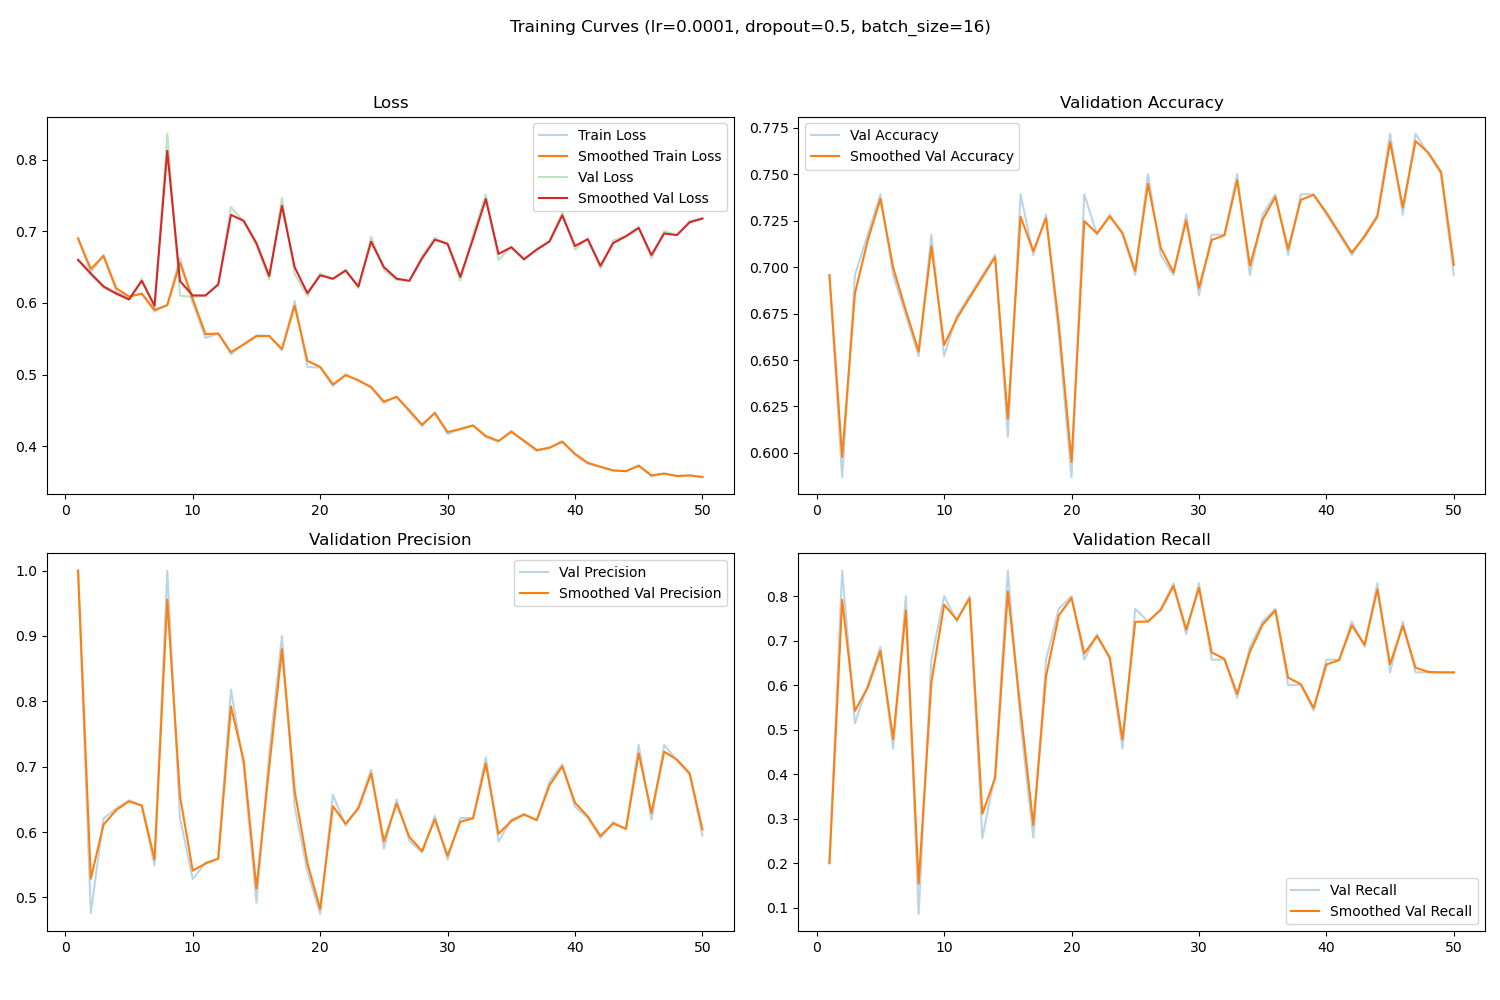 Training Curves (lr=0.0001, dropout=0.5, batch_size=16)
Loss
Train Loss
Smoothed Train Loss
Val Loss
Smoothed Val Loss
0.8
0.7
0.6
0.5
0.4
0 10 20 30 40 50
Validation Accuracy
Val Accuracy
Smoothed Val Accuracy
0.775
0.750
0.725
0.700
0.675
0.650
0.625
0.600
0 10 20 30 40 50
Validation Precision
Val Precision
Smoothed Val Precision
1.0
0.9
0.8
0.7
0.6
0.5
0 10 20 30 40 50
Validation Recall
0.8
0.7
0.6
0.5
0.4
0.3
0.2
0.1
Val Recall
Smoothed Val Recall
0 10 20 30 40 50